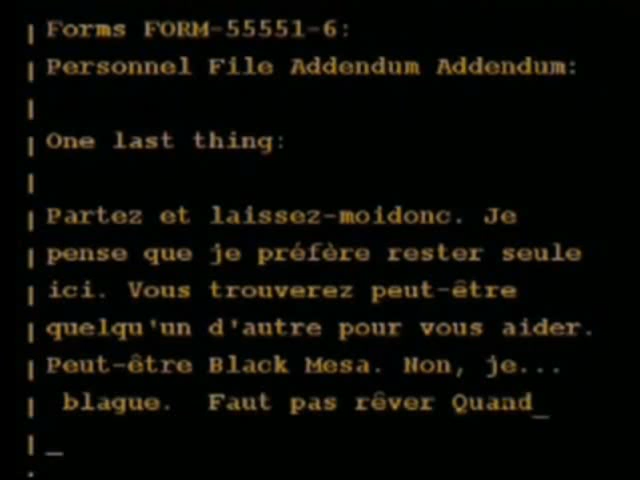 Forms FORM-55551-6:
Personnel File Addendum Addendum:
One last thing:
Partez et laissez-moidonc. Je
pense que je préfère rester seule
ici. Vous trouverez peut-être
quelqu'un d'autre pour vous aider.
Peut-être Black Mesa. Non, je...
blague. Faut pas rêver Quand_